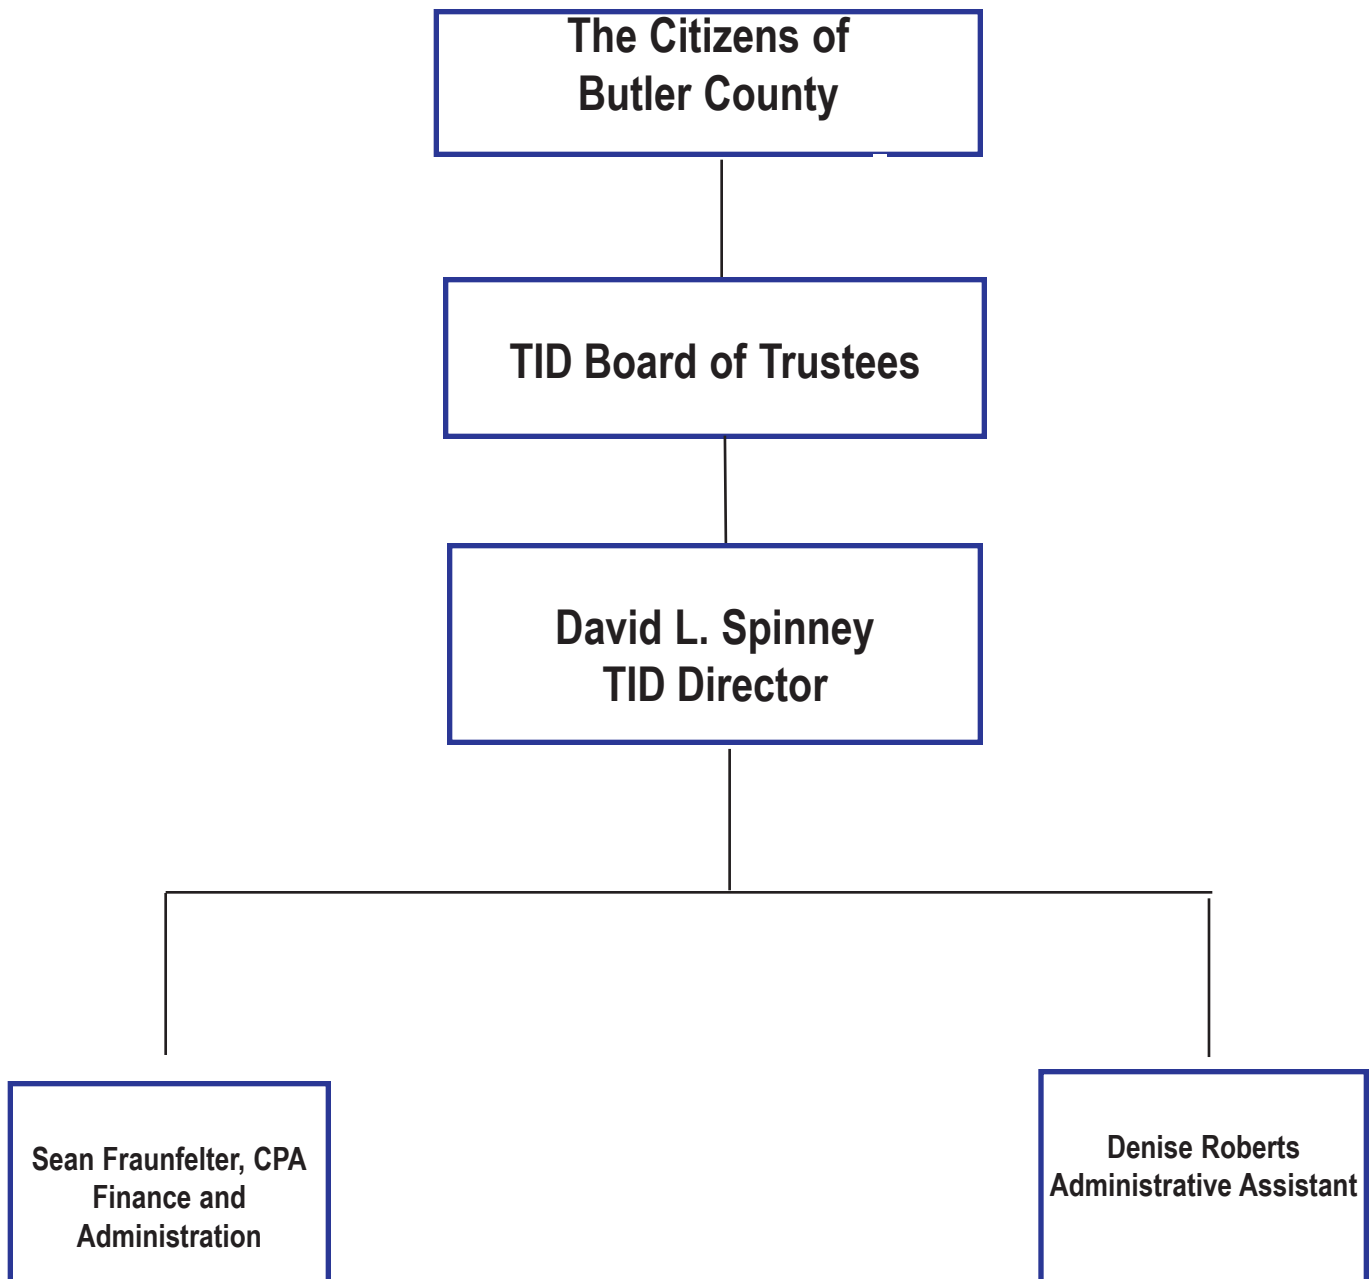 The Citizens of
Butler County
TID Board of Trustees
David L. Spinney
TID Director
Sean Fraunfelter, CPA
Finance and
Administration
Denise Roberts
Administrative Assistant